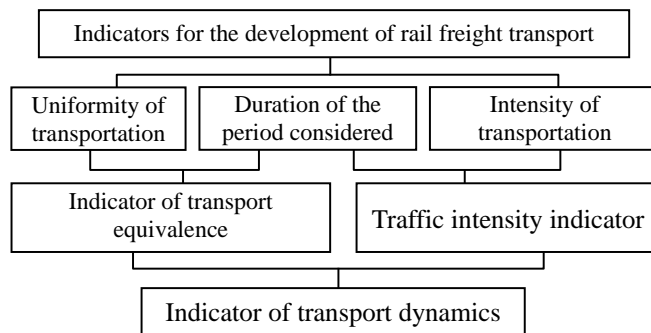 Indicators for the development of rail freight transport
Uniformity of
transportation
Duration of the
period considered
Intensity of
transportation
Indicator of transport
equivalence
Traffic intensity indicator
Indicator of transport dynamics